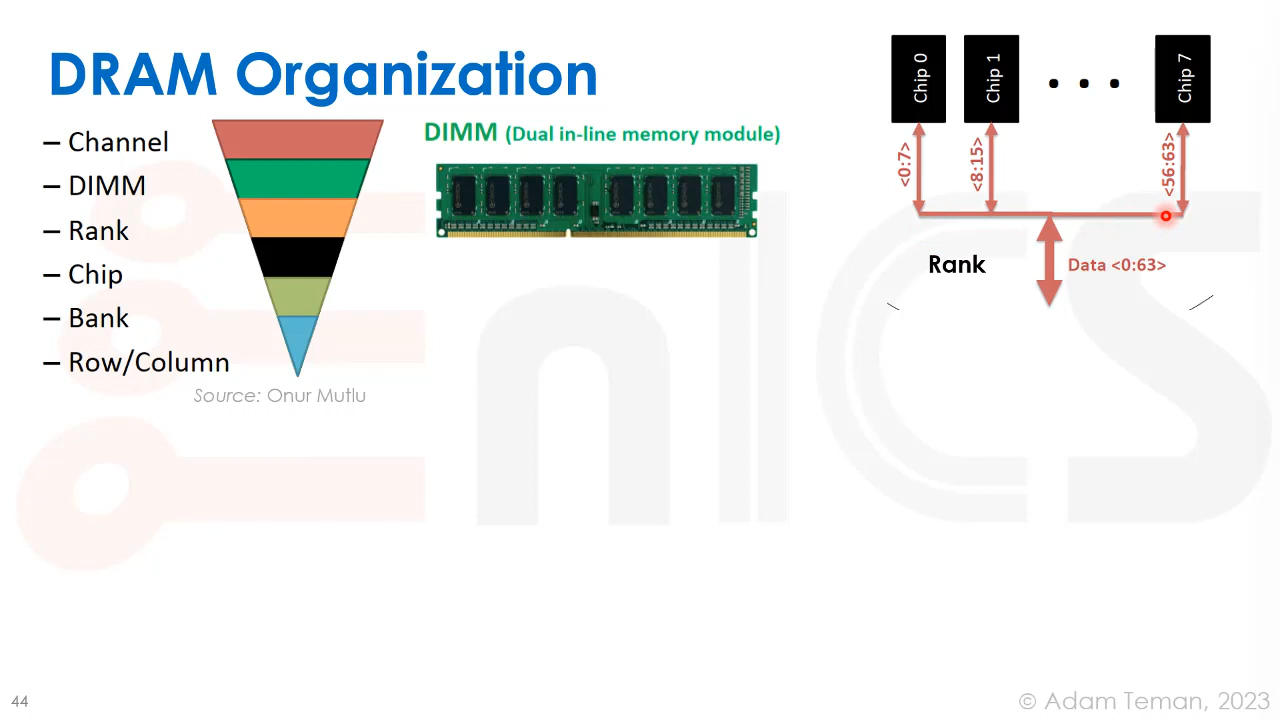 DRAM Organization
– Channel
– DIMM
– Rank
– Chip
– Bank
– Row/Column
Source: Onur Mutlu
DIMM (Dual in-line memory module)
Chip 0
Chip 1
Chip 7
<0:7>
<8:15>
<56:63>
Rank
Data <0:63>
enICS
44
© Adam Teman, 2023